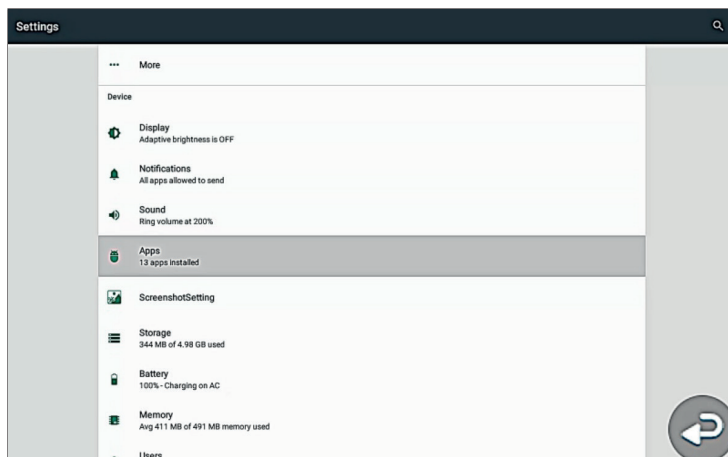 Settings
More
Device
Display
Adaptive brightness is OFF
Notifications
All apps allowed to send
Sound
Ring volume at 200%
Apps
13 apps installed
ScreenshotSetting
Storage
344 MB of 4.98 GB used
Battery
100% - Charging on AC
Memory
Avg 411 MB of 491 MB memory used
Users